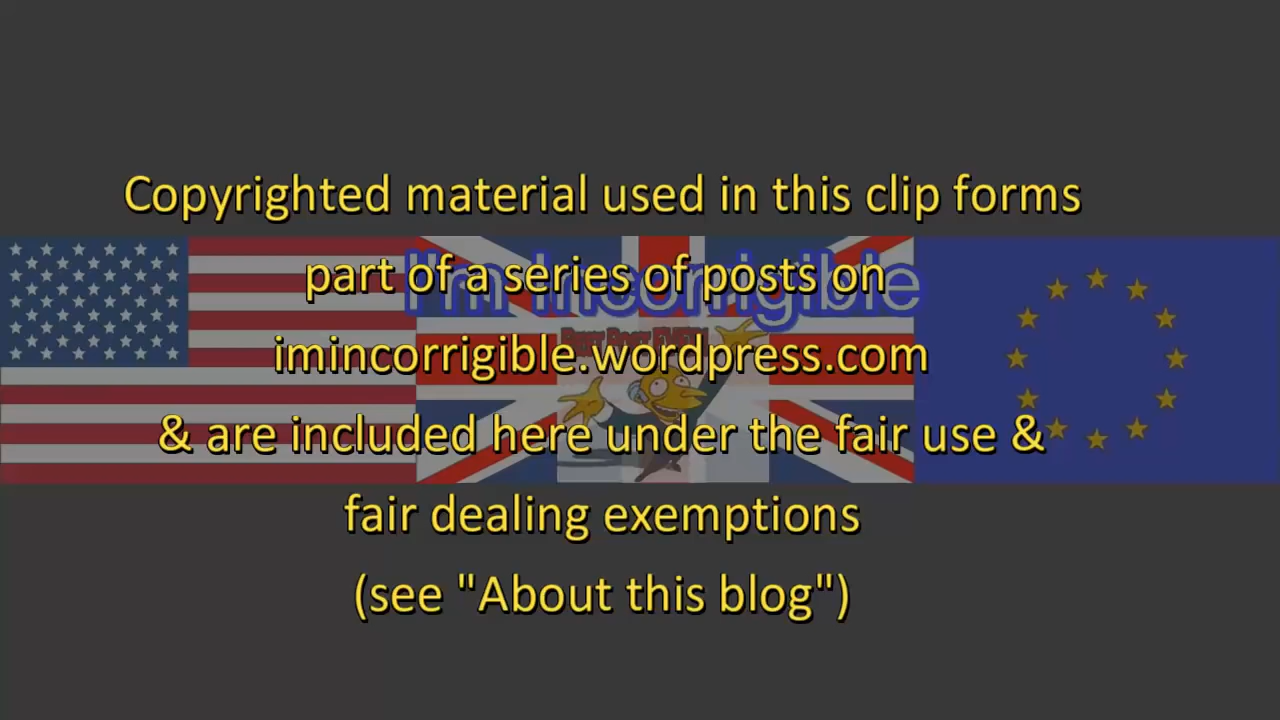 Copyrighted material used in this clip forms
I'm Incorrigible
part of a series of posts on
imincorrigible.wordpress.com
& are included here under the fair use &
fair dealing exemptions
(see "About this blog")